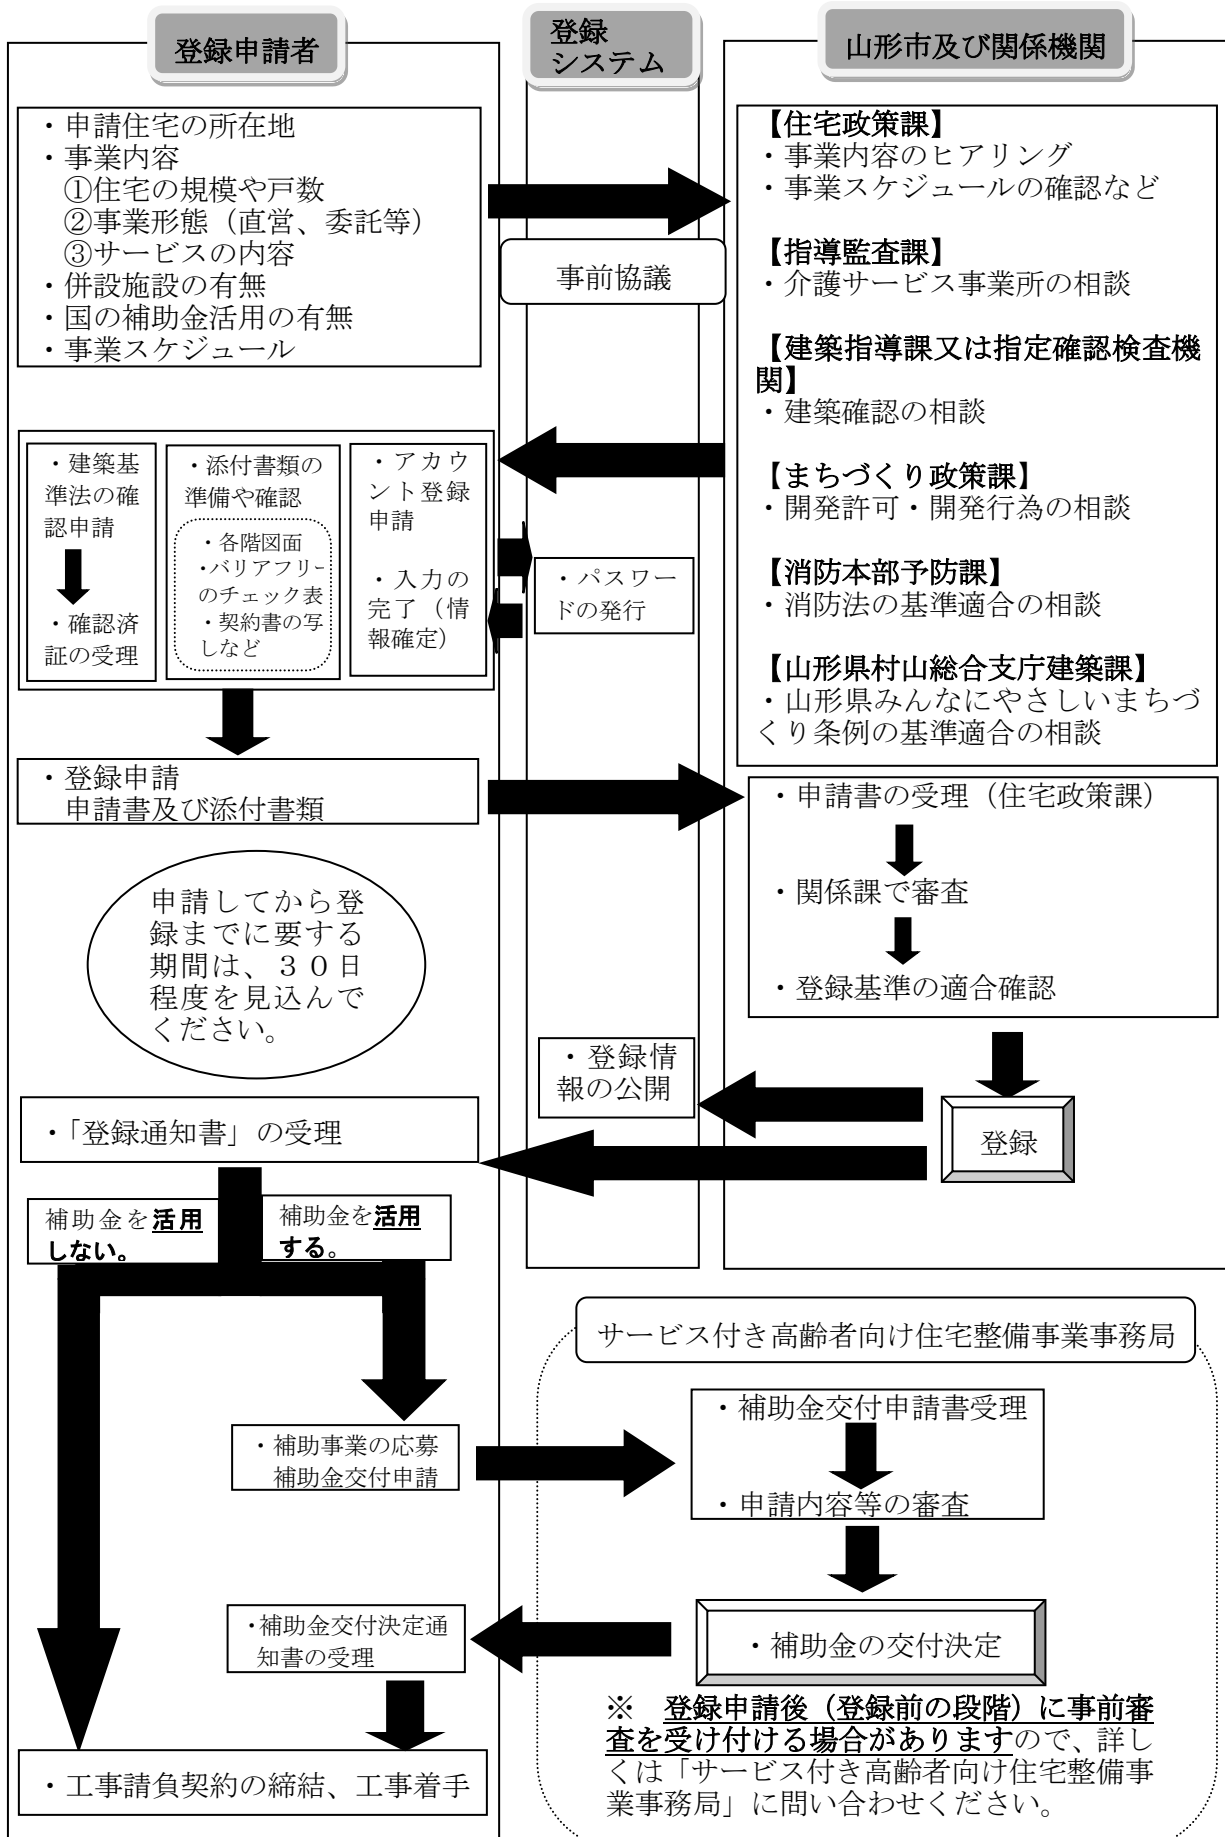 登録申請者
登録
システム
山形市及び関係機関
・申請住宅の所在地
・事業内容
①住宅の規模や戸数
②事業形態（直営、委託等）
③サービスの内容
・併設施設の有無
・国の補助金活用の有無
・事業スケジュール
事前協議
【住宅政策課】
・事業内容のヒアリング
・事業スケジュールの確認など
【指導監査課】
・介護サービス事業所の相談
【建築指導課又は指定確認検査機
関】
・建築確認の相談
【まちづくり政策課】
・開発許可・開発行為の相談
【消防本部予防課】
・消防法の基準適合の相談
【山形県村山総合支庁建築課】
・山形県みんなにやさしいまちづ
くり条例の基準適合の相談
・建築基
準法の確
認申請
・確認済
証の受理
・添付書類の
準備や確認
・各階図面
・バリアフリー
のチェック表
・契約書の写
しなど
・アカウ
ント登録
申請
・入力の
完了（情
報確定）
・パスワー
ドの発行
・登録申請
申請書及び添付書類
・申請書の受理（住宅政策課）
・関係課で審査
・登録基準の適合確認
申請してから登
録までに要する
期間は、３０日
程度を見込んで
ください。
・登録情
報の公開
登録
・「登録通知書」の受理
補助金を活用
しない。
補助金を活用
する。
サービス付き高齢者向け住宅整備事業事務局
・補助金交付申請書受理
・申請内容等の審査
・補助事業の応募
補助金交付申請
・補助金の交付決定
・補助金交付決定通
知書の受理
※　登録申請後（登録前の段階）に事前審
査を受け付ける場合がありますので、詳し
くは「サービス付き高齢者向け住宅整備事
業事務局」に問い合わせください。
・工事請負契約の締結、工事着手